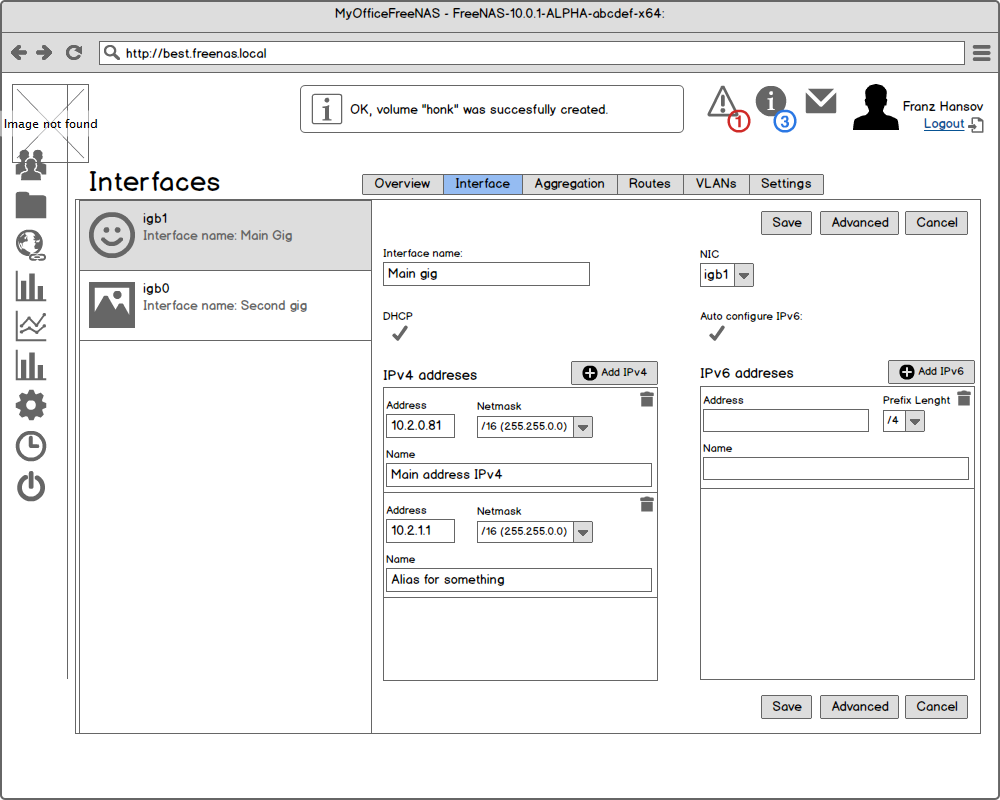 MyOfficeFreeNAS - FreeNAS-10.0.1-ALPHA-abcdef-x64:
http://best.freenas.local
Image not found
i OK, volume "honk" was succesfully created.
1
i
3
Franz Hansov
Logout
Interfaces
Overview Interface Aggregation Routes VLANs Settings
igb1
Interface name: Main Gig
igb0
Interface name: Second gig
Save Advanced Cancel
Interface name:
Main gig
NIC
igb1
DHCP
Auto configure IPv6:
IPv4 addreses
Add IPv4
Address Netmask
10.2.0.81 /16 (255.255.0.0)
Name
Main address IPv4
Address Netmask
10.2.1.1 /16 (255.255.0.0)
Name
Alias for something
IPv6 addreses
Add IPv6
Address Prefix Lenght
/4
Name
Save Advanced Cancel